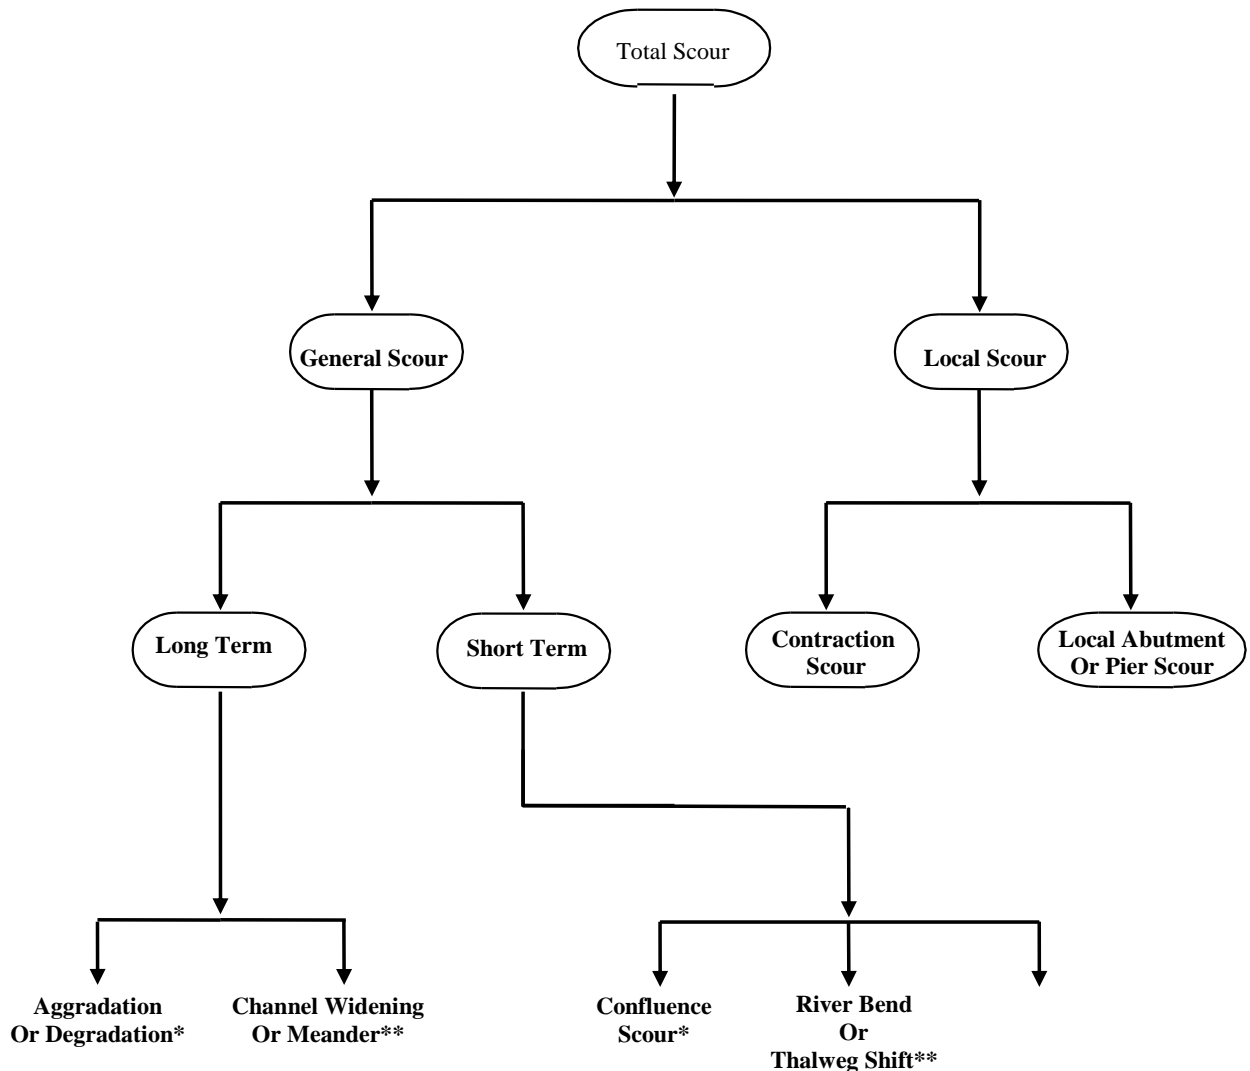 Total Scour
General Scour
Local Scour
Long Term
Short Term
Contraction
Scour
Local Abutment
Or Pier Scour
Aggradation
Or Degradation*
Channel Widening
Or Meander**
Confluence
Scour*
River Bend
Or
Thalweg Shift**